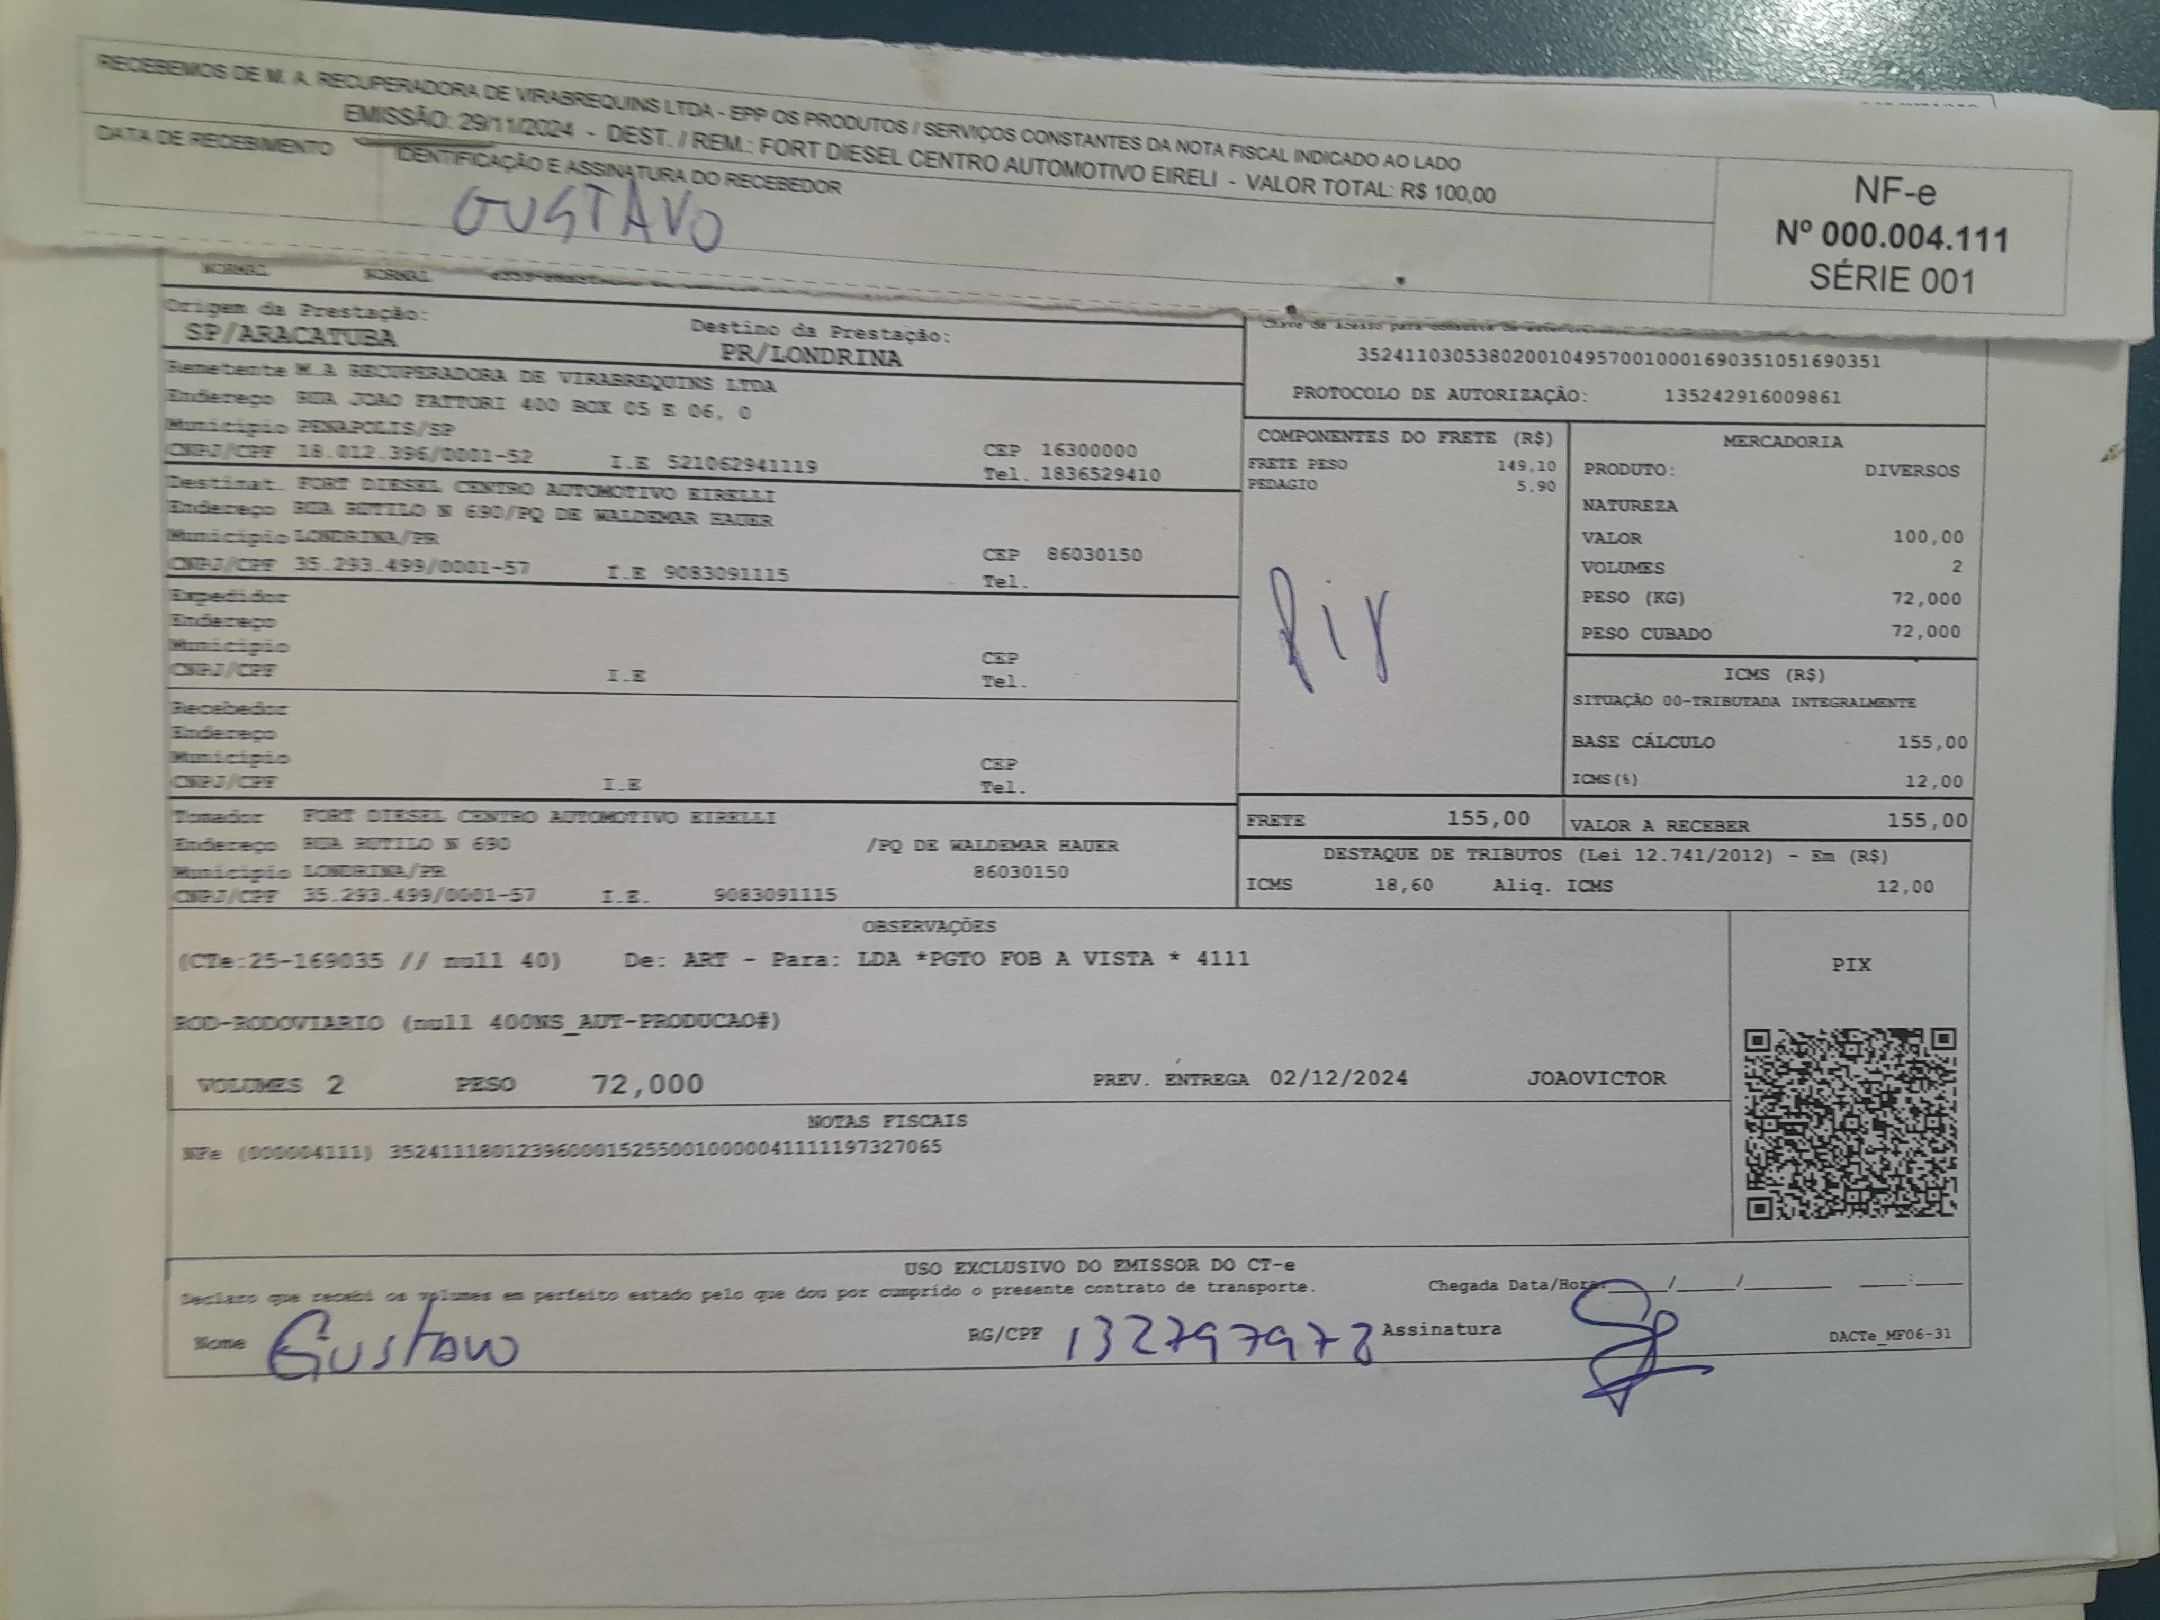 RECEBEMOS DE M. A. RECUPERADORA DE VIRABREQUINS LTDA - EPP OS PRODUTOS / SERVIÇOS CONSTANTES DA NOTA FISCAL INDICADO AO LADO
EMISSÃO: 29/11/2024 - DEST. / REM.: FORT DIESEL CENTRO AUTOMOTIVO EIRELI - VALOR TOTAL: R$ 100,00
DATA DE RECEBIMENTO IDENTIFICAÇÃO E ASSINATURA DO RECEBEDOR
GUSTAVO
NF-e
Nº 000.004.111
SÉRIE 001
NORMAL NORMAL
Origem da Prestação: Destino da Prestação:
SP/ARACATUBA PR/LONDRINA
Chave de acesso para consulta de
35241103053802001049570010001690351051690351
PROTOCOLO DE AUTORIZAÇÃO: 135242916009861
Remetente M.A RECUPERADORA DE VIRABREQUINS LTDA
Endereço RUA JOAO FATTORI 400 BOX 05 E 06, 0
Município PENAPOLIS/SP CEP 16300000
CNPJ/CPF 18.012.396/0001-52 I.E 521062941119 Tel. 1836529410
Destinat. FORT DIESEL CENTRO AUTOMOTIVO EIRELLI
Endereço RUA RUTILO N 690/PQ DE WALDEMAR HAUER
Município LONDRINA/PR CEP 86030150
CNPJ/CPF 35.293.499/0001-57 I.E 9083091115 Tel.
Expedidor
Endereço
Município CEP
CNPJ/CPF I.E Tel.
Recebedor
Endereço
Município CEP
CNPJ/CPF I.E Tel.
Tomador FORT DIESEL CENTRO AUTOMOTIVO EIRELLI
Endereço RUA RUTILO N 690 /PQ DE WALDEMAR HAUER
Município LONDRINA/PR 86030150
CNPJ/CPF 35.293.499/0001-57 I.E. 9083091115
COMPONENTES DO FRETE (R$)
FRETE PESO 149,10
PEDAGIO 5,90
Pix
MERCADORIA
PRODUTO: DIVERSOS
NATUREZA
VALOR 100,00
VOLUMES 2
PESO (KG) 72,000
PESO CUBADO 72,000
ICMS (R$)
SITUAÇÃO 00-TRIBUTADA INTEGRALMENTE
BASE CÁLCULO 155,00
ICMS(%) 12,00
FRETE 155,00 VALOR A RECEBER 155,00
DESTAQUE DE TRIBUTOS (Lei 12.741/2012) - Em (R$)
ICMS 18,60 Aliq. ICMS 12,00
OBSERVAÇÕES
(CTe:25-169035 // null 40) De: ART - Para: LDA *PGTO FOB A VISTA * 4111
ROD-RODOVIARIO (null 400NS_AUT-PRODUCAO#)
VOLUMES 2 PESO 72,000 PREV. ENTREGA 02/12/2024 JOAOVICTOR
PIX
NOTAS FISCAIS
NFe (000004111) 35241118012396000152550010000041111197327065
USO EXCLUSIVO DO EMISSOR DO CT-e
Declaro que recebi os volumes em perfeito estado pelo que dou por cumprido o presente contrato de transporte. Chegada Data/Hora: ____/____/____ __:__
Nome Gustavo RG/CPF 132797978 Assinatura DACTe_MF06-31